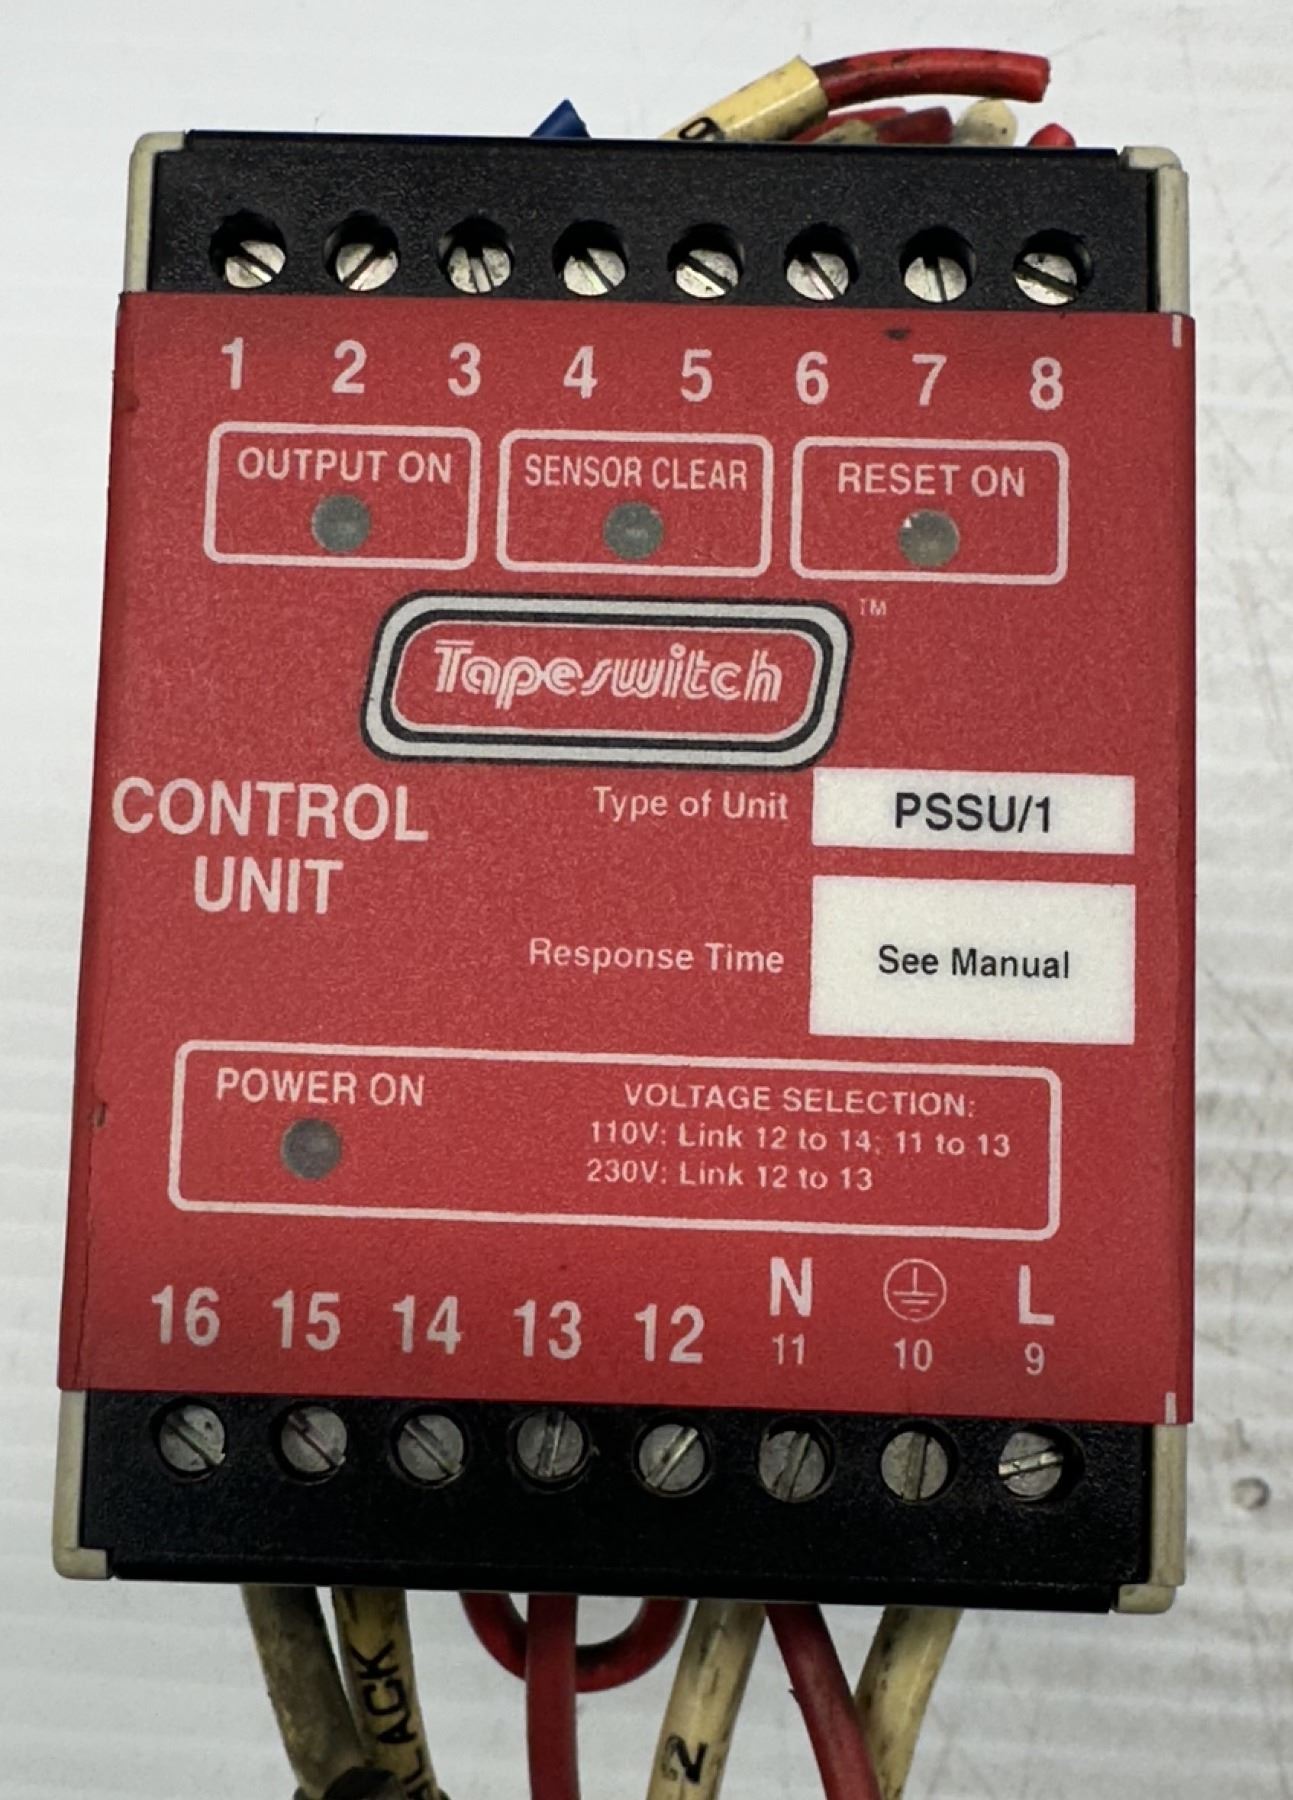 9
1 2 3 4 5 6 7 8
OUTPUT ON SENSOR CLEAR RESET ON
Tapeswitch TM
CONTROL
UNIT
Type of Unit PSSU/1
Response Time See Manual
POWER ON
VOLTAGE SELECTION:
110V: Link 12 to 14; 11 to 13
230V: Link 12 to 13
N L
16 15 14 13 12 11 10 9
BLACK
2